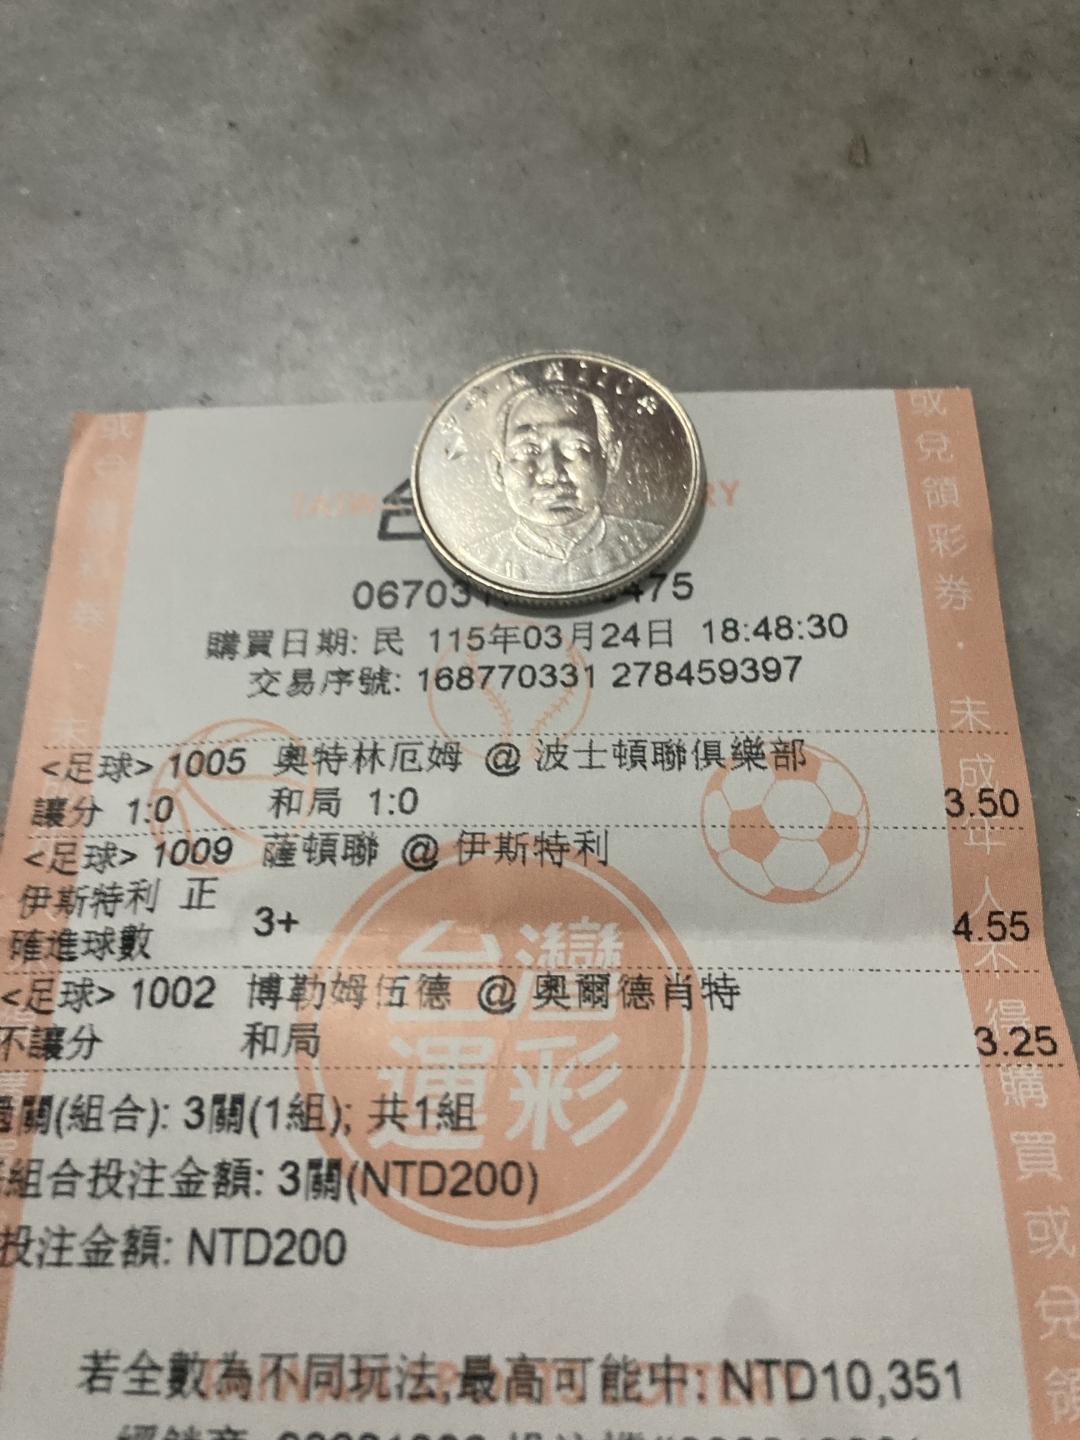 台
RY
購買日期: 民 115年03月24日 18:48:30
交易序號: 168770331 278459397
<足球> 1005 奧特林厄姆 @ 波士頓聯俱樂部
讓分 1:0 和局 1:0 3.50
<足球> 1009 薩頓聯 @ 伊斯特利
伊斯特利 正
確進球數 3+ 4.55
<足球> 1002 博勒姆伍德 @ 奧爾德肖特
不讓分 和局 3.25
過關(組合): 3關(1組); 共1組
組合投注金額: 3關(NTD200)
投注金額: NTD200
若全數為不同玩法,最高可能中: NTD10,351
台灣
運彩
或兌領彩券．未成年人不得購買或兌領